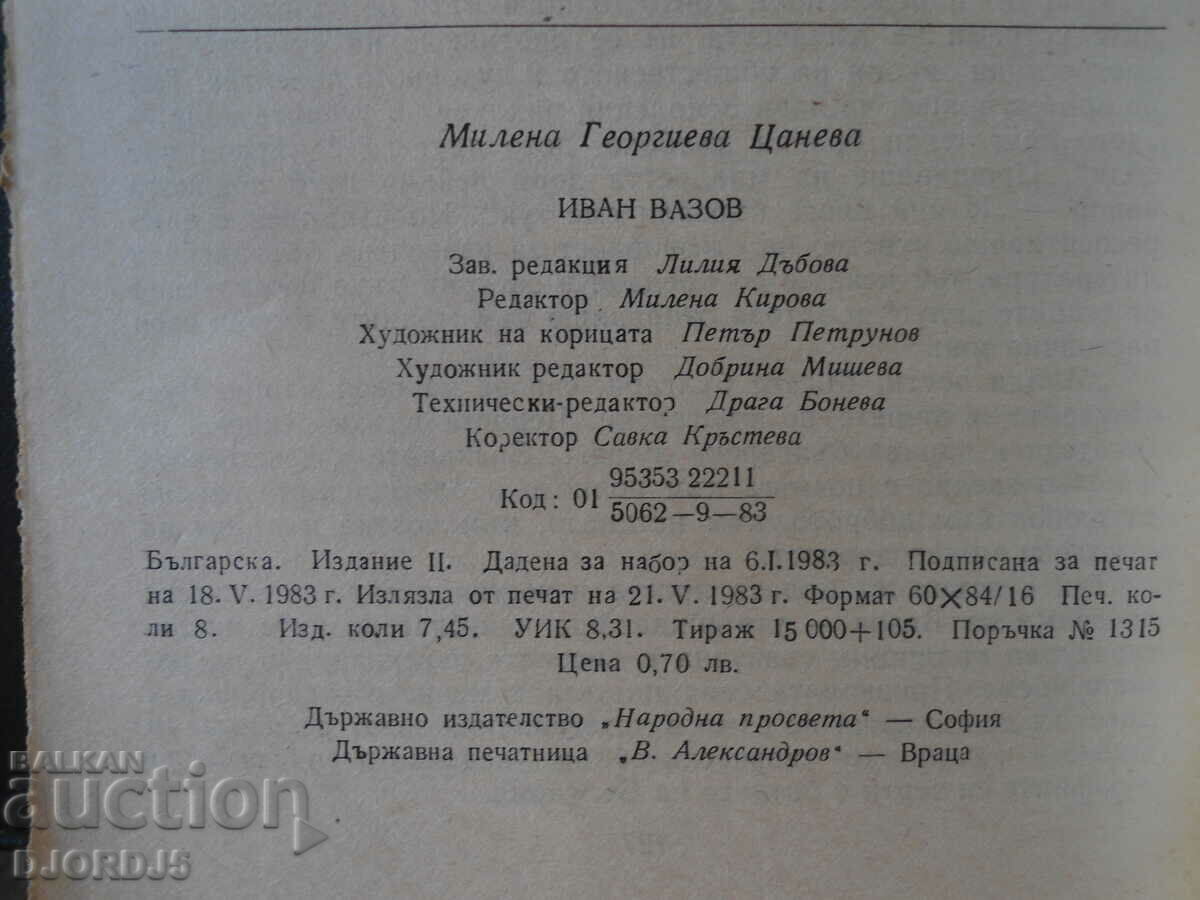 Милена Георгиева Цанева
ИВАН ВАЗОВ
Зав. редакция Лилия Дъбова
Редактор Милена Кирова
Художник на корицата Петър Петрунов
Художник редактор Добрина Мишева
Технически-редактор Драга Бонева
Коректор Савка Кръстева
95353 22211
Код: 01
5062—9—83
Българска. Издание II. Дадена за набор на 6.I.1983 г. Подписана за печат
на 18. V. 1983 г. Излязла от печат на 21. V. 1983 г. Формат 60×84/16 Печ. ко-
ли 8. Изд. коли 7,45. УИК 8,31. Тираж 15 000+105. Поръчка № 1315
Цена 0,70 лв.
Държавно издателство „Народна просвета“ — София
Държавна печатница „В. Александров“ — Враца
BALKAN
auction
DJORDJ5